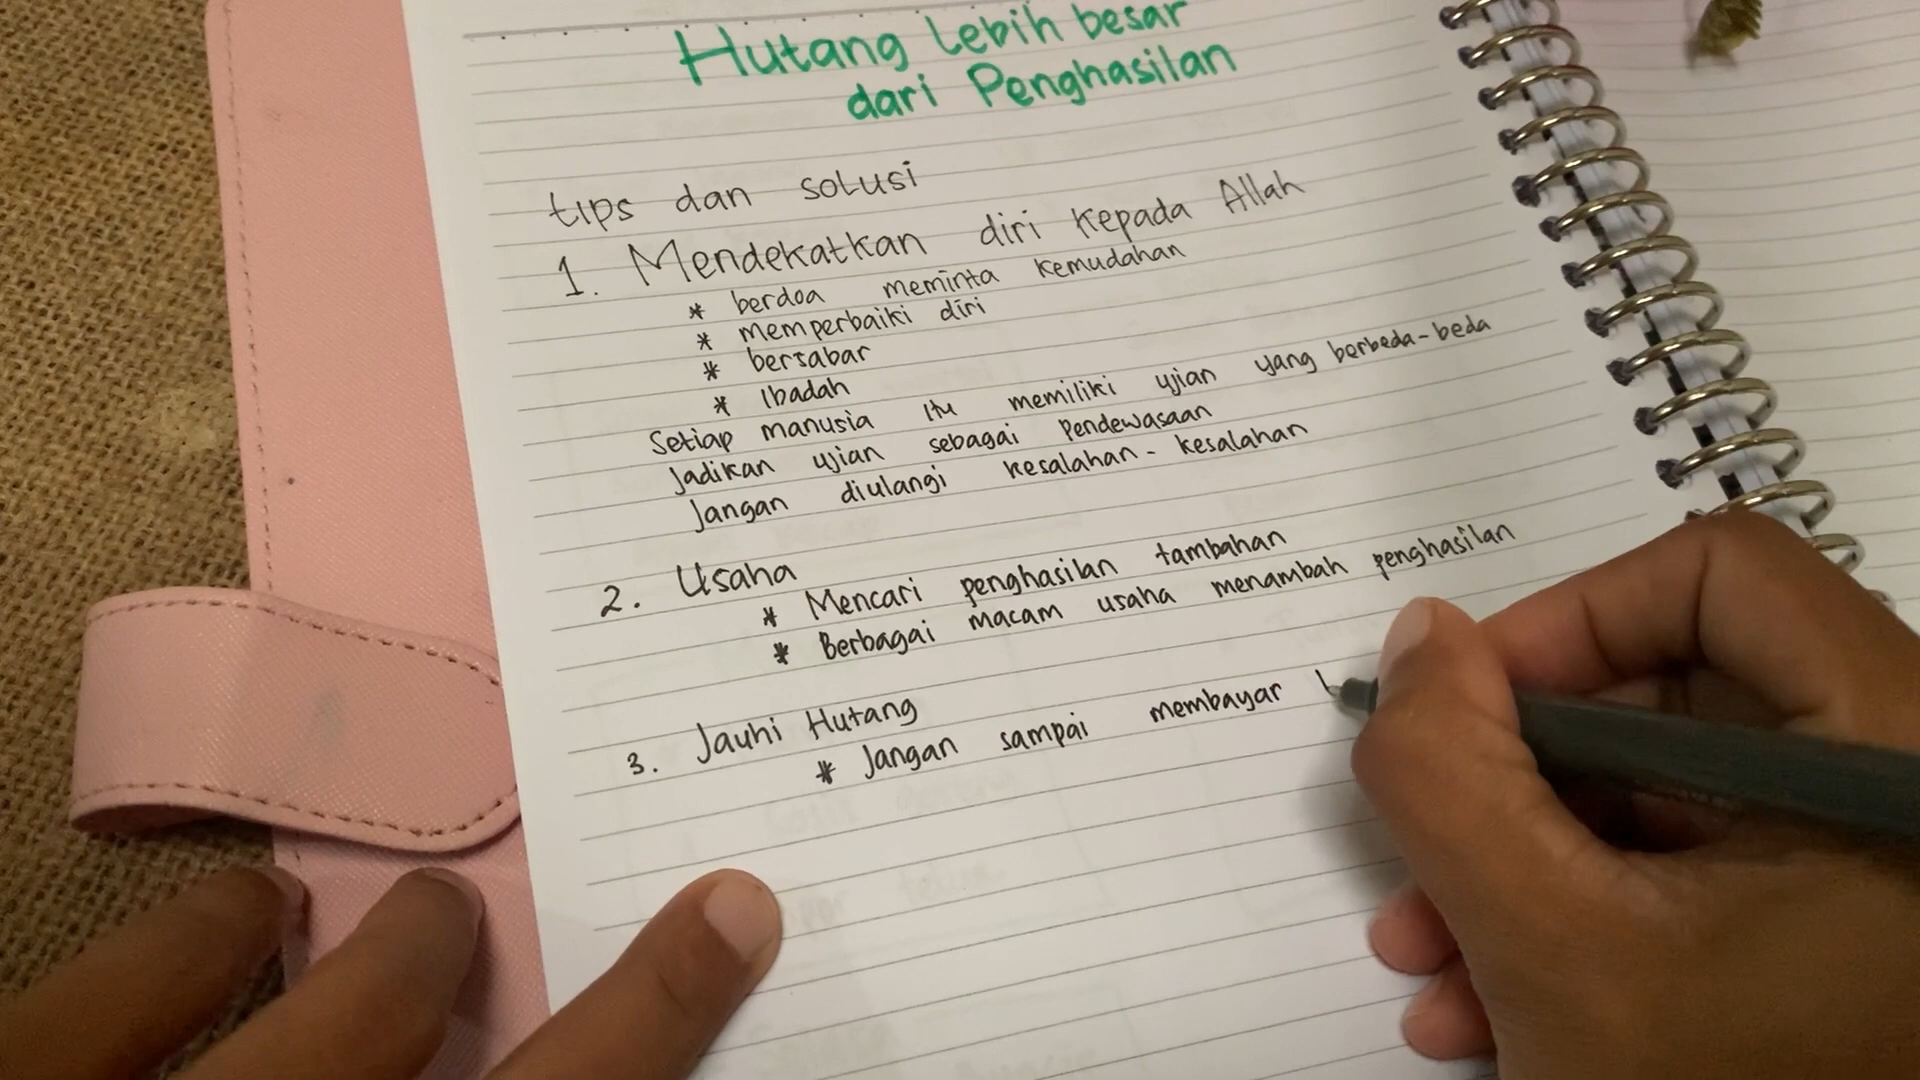 Hutang Lebih besar
dari Penghasilan
tips dan solusi
1. Mendekatkan diri kepada Allah
* berdoa meminta kemudahan
* memperbaiki diri
* bersabar
* Ibadah
Setiap manusia itu memiliki ujian yang berbeda-beda
Jadikan ujian sebagai pendewasaan
Jangan diulangi kesalahan - kesalahan
2. Usaha
* Mencari penghasilan tambahan
* Berbagai macam usaha menambah penghasilan
3. Jauhi Hutang
* Jangan sampai membayar